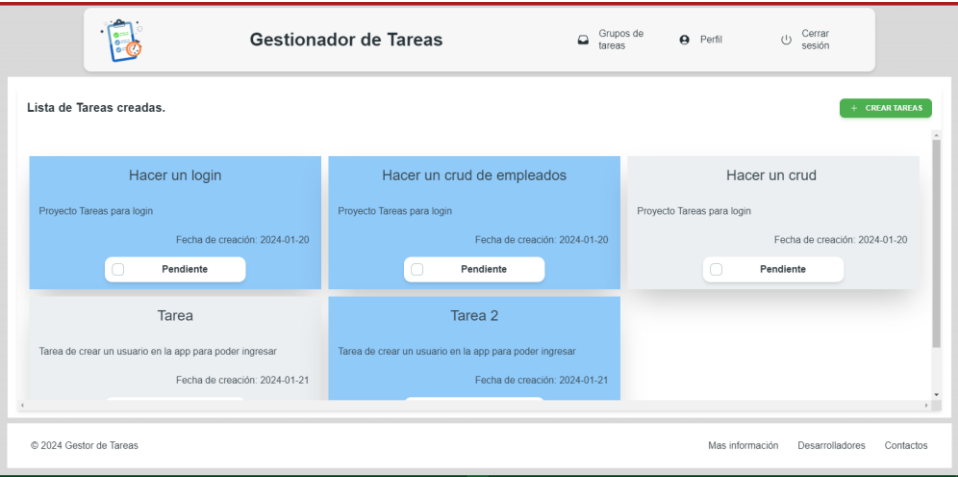 Gestionador de Tareas
Grupos de
tareas
Perfil
Cerrar
sesión
Lista de Tareas creadas.
+ CREAR TAREAS
Hacer un login
Proyecto Tareas para login
Fecha de creación: 2024-01-20
Pendiente
Hacer un crud de empleados
Proyecto Tareas para login
Fecha de creación: 2024-01-20
Pendiente
Hacer un crud
Proyecto Tareas para login
Fecha de creación: 2024-01-20
Pendiente
Tarea
Tarea de crear un usuario en la app para poder ingresar
Fecha de creación: 2024-01-21
Tarea 2
Tarea de crear un usuario en la app para poder ingresar
Fecha de creación: 2024-01-21
© 2024 Gestor de Tareas
Mas información
Desarrolladores
Contactos